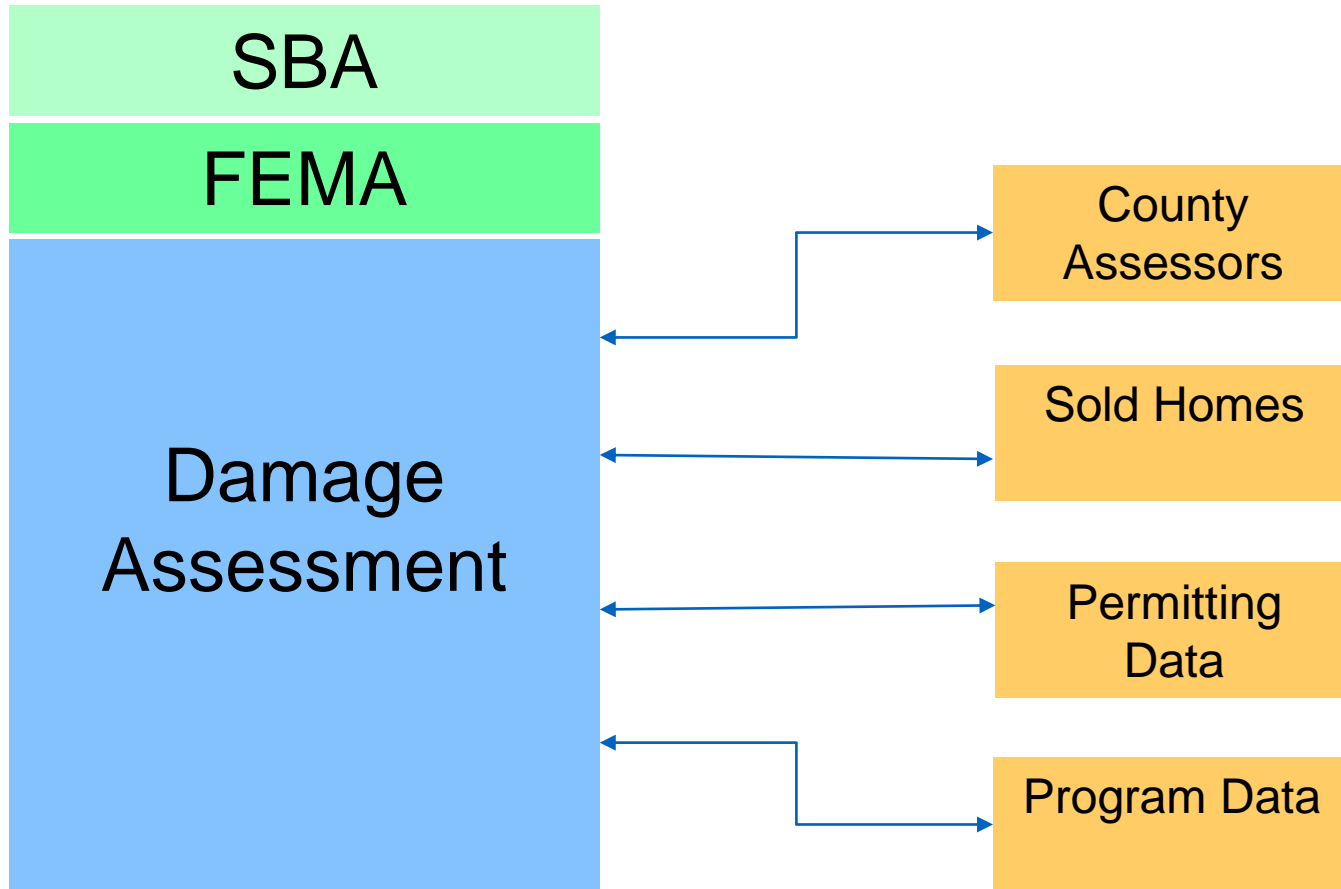 SBA
FEMA
Damage
Assessment
County
Assessors
Sold Homes
Permitting
Data
Program Data